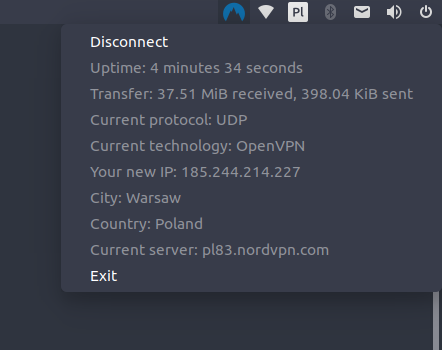 Pl
Disconnect
Uptime: 4 minutes 34 seconds
Transfer: 37.51 MiB received, 398.04 KiB sent
Current protocol: UDP
Current technology: OpenVPN
Your new IP: 185.244.214.227
City: Warsaw
Country: Poland
Current server: pl83.nordvpn.com
Exit